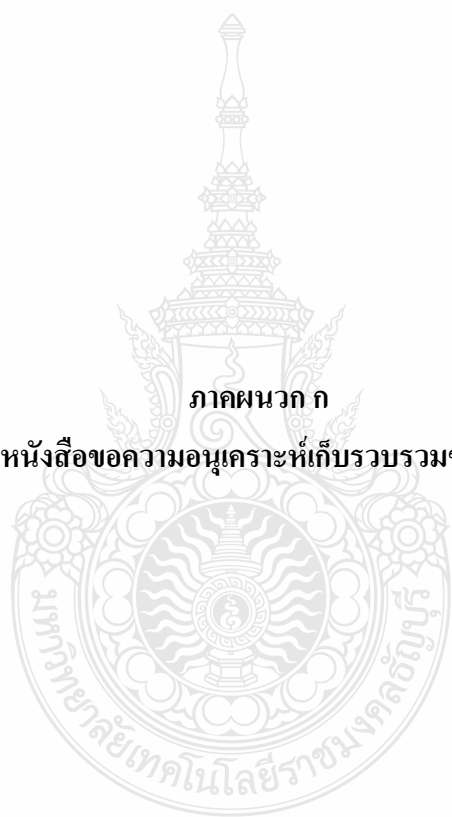 ภาคผนวก ก
หนังสือขอความอนุเคราะห์เก็บรวบรวม
มหาวิทยาลัยเทคโนโลยีราชมงคลธัญบุรี